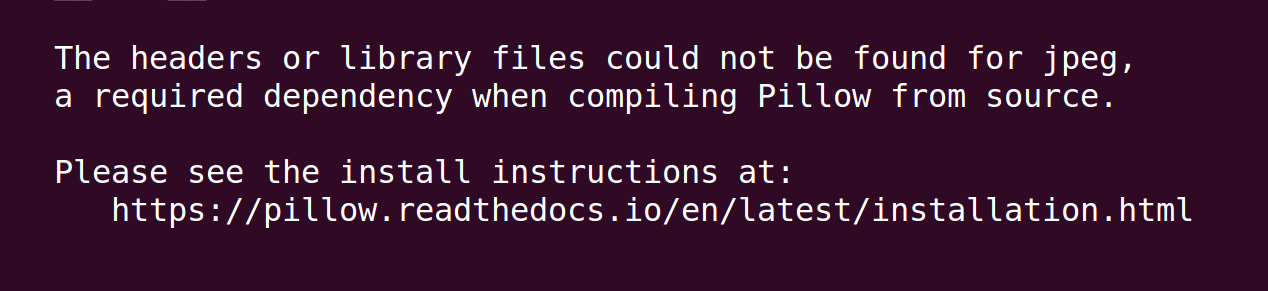 The headers or library files could not be found for jpeg,
a required dependency when compiling Pillow from source.
Please see the install instructions at:
https://pillow.readthedocs.io/en/latest/installation.html